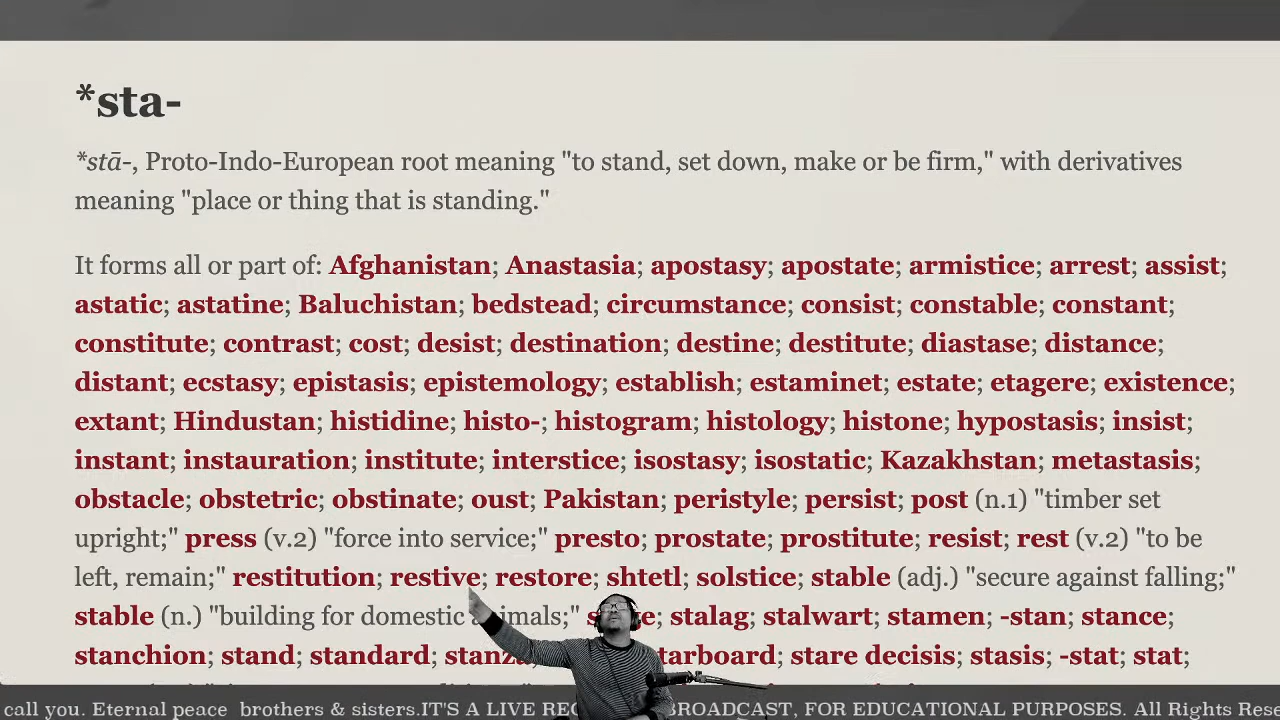 *sta-
*stā-, Proto-Indo-European root meaning "to stand, set down, make or be firm," with derivatives
meaning "place or thing that is standing."
It forms all or part of: Afghanistan; Anastasia; apostasy; apostate; armistice; arrest; assist;
astatic; astatine; Baluchistan; bedstead; circumstance; consist; constable; constant;
constitute; contrast; cost; desist; destination; destine; destitute; diastase; distance;
distant; ecstasy; epistasis; epistemology; establish; estaminet; estate; etagere; existence;
extant; Hindustan; histidine; histo-; histogram; histology; histone; hypostasis; insist;
instant; instauration; institute; interstice; isostasy; isostatic; Kazakhstan; metastasis;
obstacle; obstetric; obstinate; oust; Pakistan; peristyle; persist; post (n.1) "timber set
upright;" press (v.2) "force into service;" presto; prostate; prostitute; resist; rest (v.2) "to be
left, remain;" restitution; restive; restore; shtetl; solstice; stable (adj.) "secure against falling;"
stable (n.) "building for domestic stalag; stalwart; stamen; -stan; stance;
stanchion; stand; standard; stare decisis; stasis; -stat; stat;
call you. Eternal peace brothers & sisters.IT'S A LIVE BROADCAST, FOR EDUCATIONAL PURPOSES. All Rights